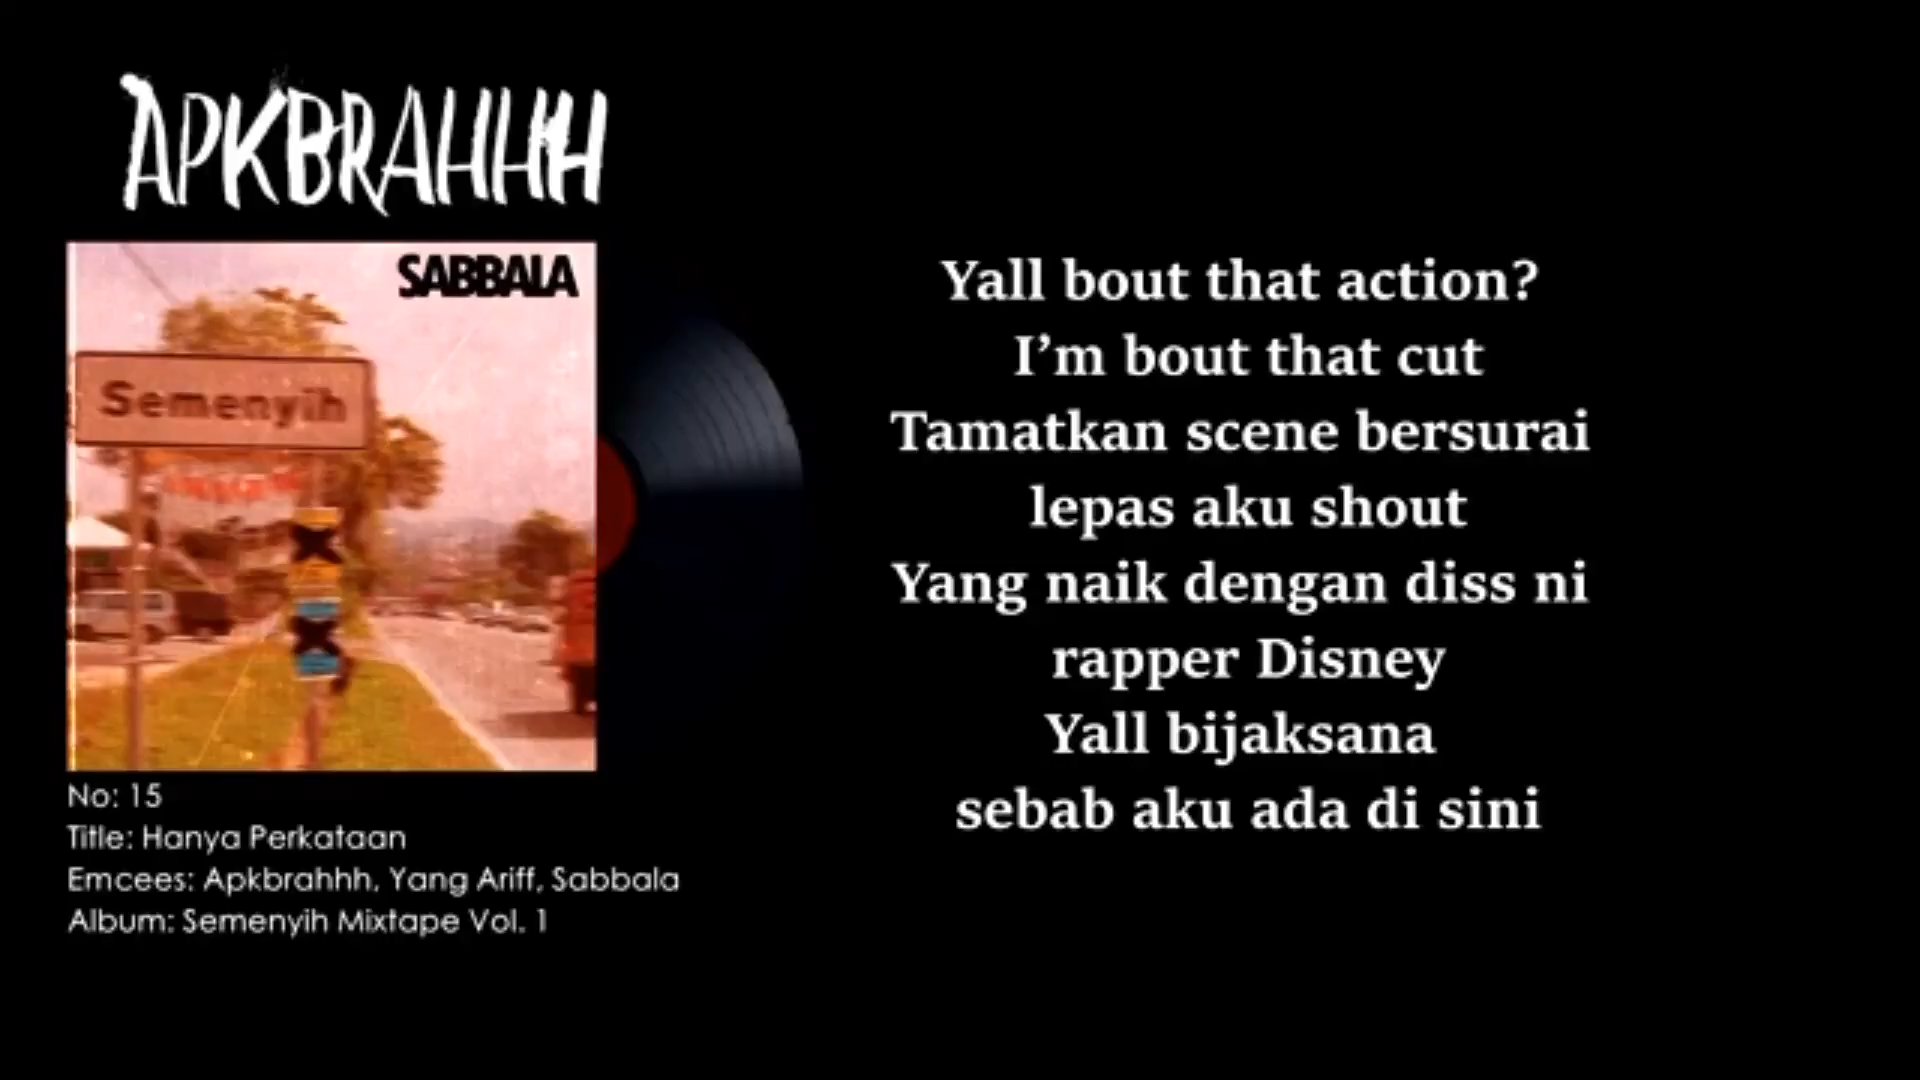 APKBRAHHH
SABBALA
Semenyih
No: 15
Title: Hanya Perkataan
Emcees: Apkbrahhh, Yang Ariff, Sabbala
Album: Semenyih Mixtape Vol. 1
Yall bout that action?
I'm bout that cut
Tamatkan scene bersurai
lepas aku shout
Yang naik dengan diss ni
rapper Disney
Yall bijaksana
sebab aku ada di sini